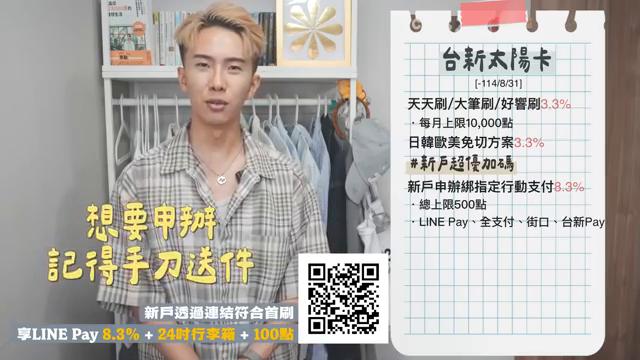 台新太陽卡
[-114/8/31]
天天刷/大筆刷/好響刷3.3%
·每月上限10,000點
日韓歐美免切方案3.3%
#新戶超優加碼
新戶申辦綁指定行動支付8.3%
·總上限500點
·LINE Pay、全支付、街口、台新Pay
想要申辦
記得手刀送件
新戶透過連結符合首刷
享LINE Pay 8.3% + 24吋行李箱 + 100點